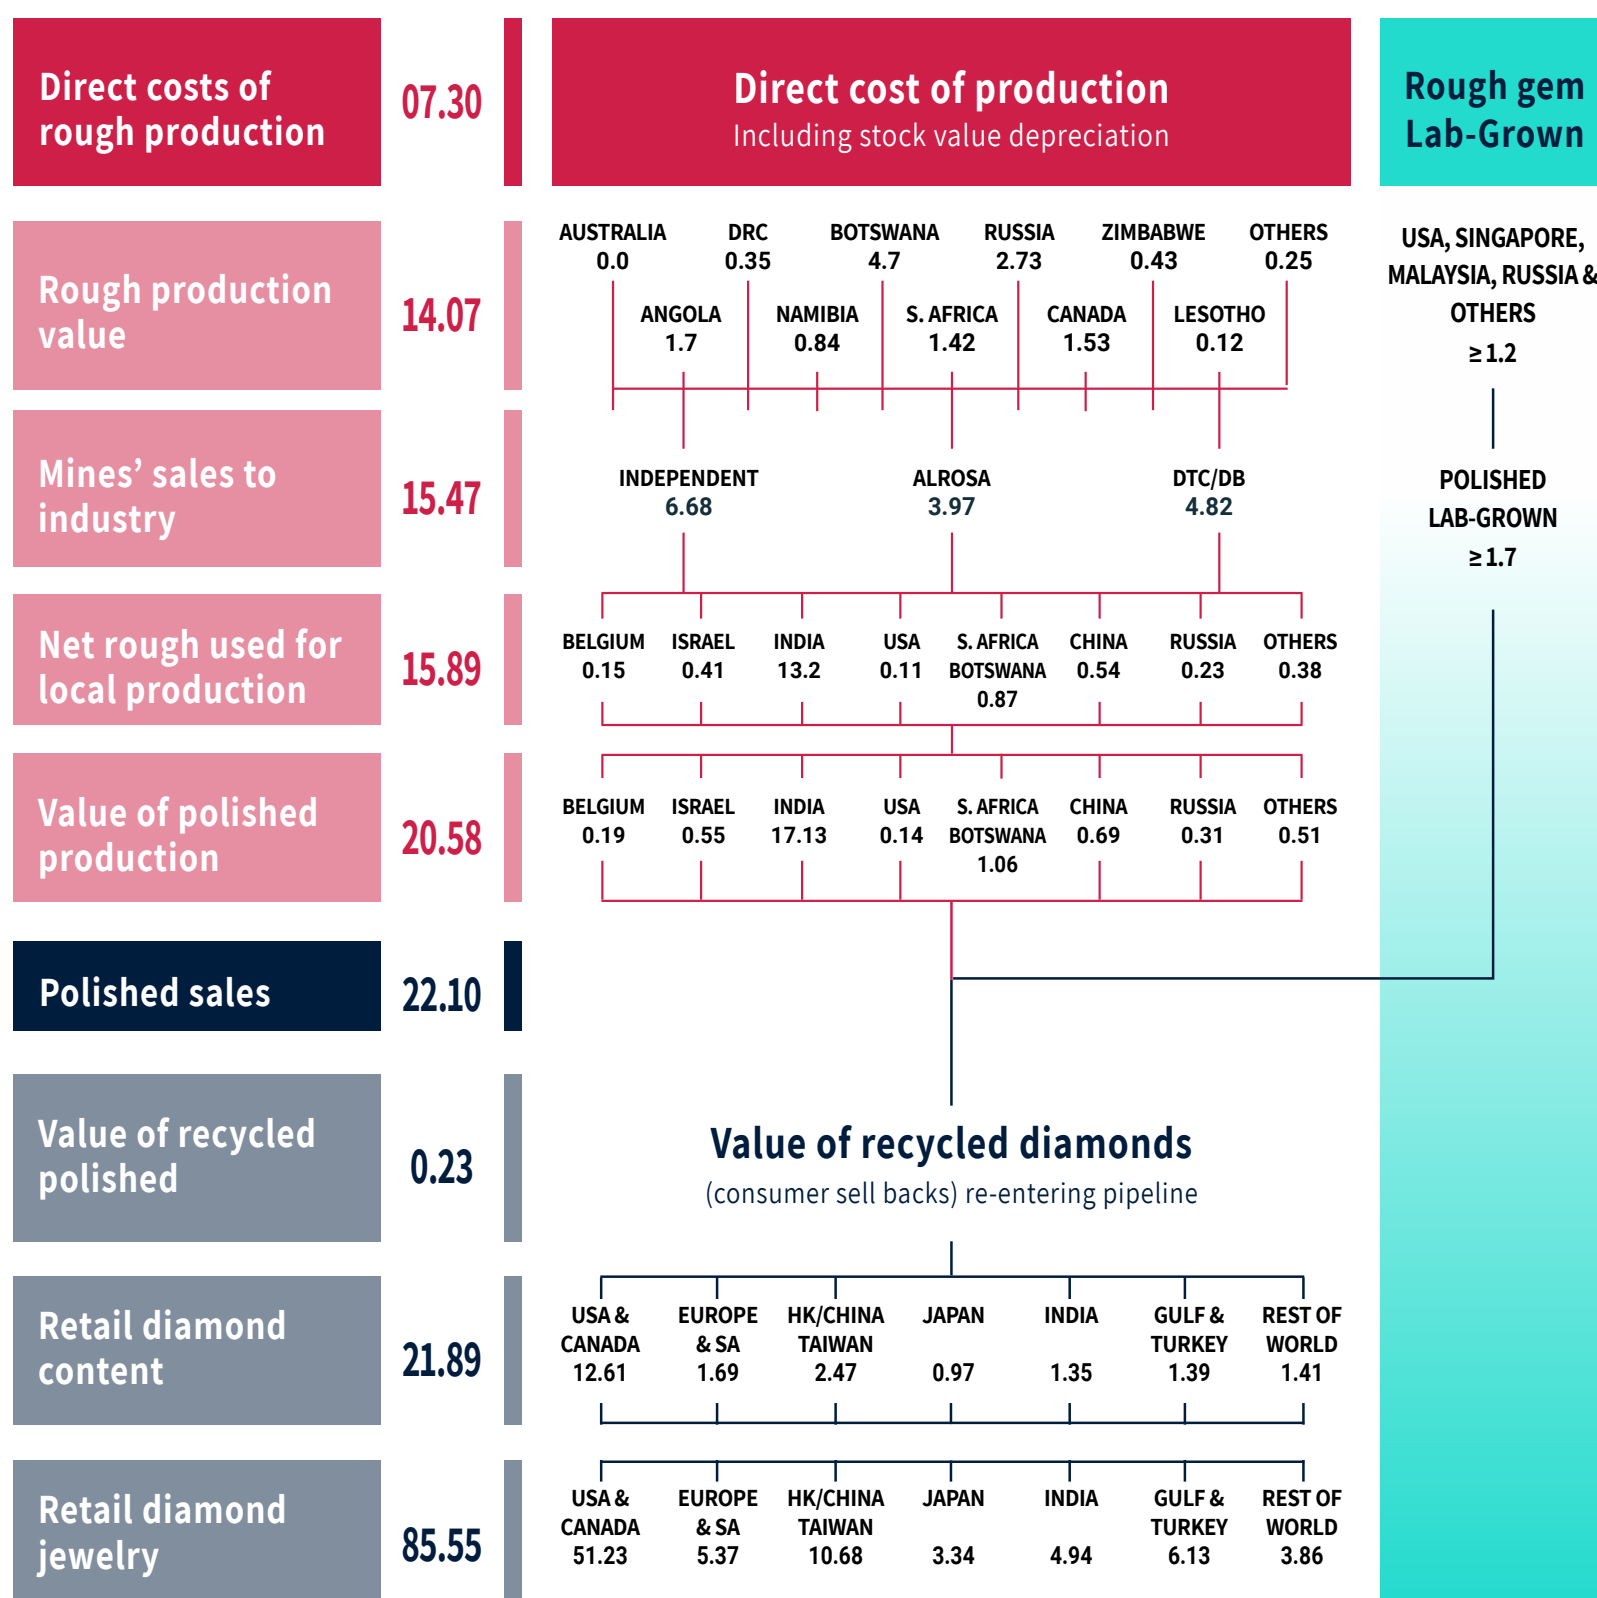 Direct costs of
rough production
07.30
Direct cost of production
Including stock value depreciation
Rough gem
Lab-Grown
Rough production
value
14.07
AUSTRALIA DRC BOTSWANA RUSSIA ZIMBABWE OTHERS
0.0 0.35 4.7 2.73 0.43 0.25
ANGOLA NAMIBIA S. AFRICA CANADA LESOTHO
1.7 0.84 1.42 1.53 0.12
USA, SINGAPORE,
MALAYSIA, RUSSIA &
OTHERS
≥ 1.2
Mines’ sales to
industry
15.47
INDEPENDENT ALROSA DTC/DB
6.68 3.97 4.82
POLISHED
LAB-GROWN
≥ 1.7
Net rough used for
local production
15.89
BELGIUM ISRAEL INDIA USA S. AFRICA CHINA RUSSIA OTHERS
0.15 0.41 13.2 0.11 BOTSWANA 0.54 0.23 0.38
0.87
Value of polished
production
20.58
BELGIUM ISRAEL INDIA USA S. AFRICA CHINA RUSSIA OTHERS
0.19 0.55 17.13 0.14 BOTSWANA 0.69 0.31 0.51
1.06
Polished sales
22.10
Value of recycled
polished
0.23
Value of recycled diamonds
(consumer sell backs) re-entering pipeline
Retail diamond
content
21.89
USA & EUROPE HK/CHINA JAPAN INDIA GULF & REST OF
CANADA & SA TAIWAN TURKEY WORLD
12.61 1.69 2.47 0.97 1.35 1.39 1.41
Retail diamond
jewelry
85.55
USA & EUROPE HK/CHINA JAPAN INDIA GULF & REST OF
CANADA & SA TAIWAN TURKEY WORLD
51.23 5.37 10.68 3.34 4.94 6.13 3.86